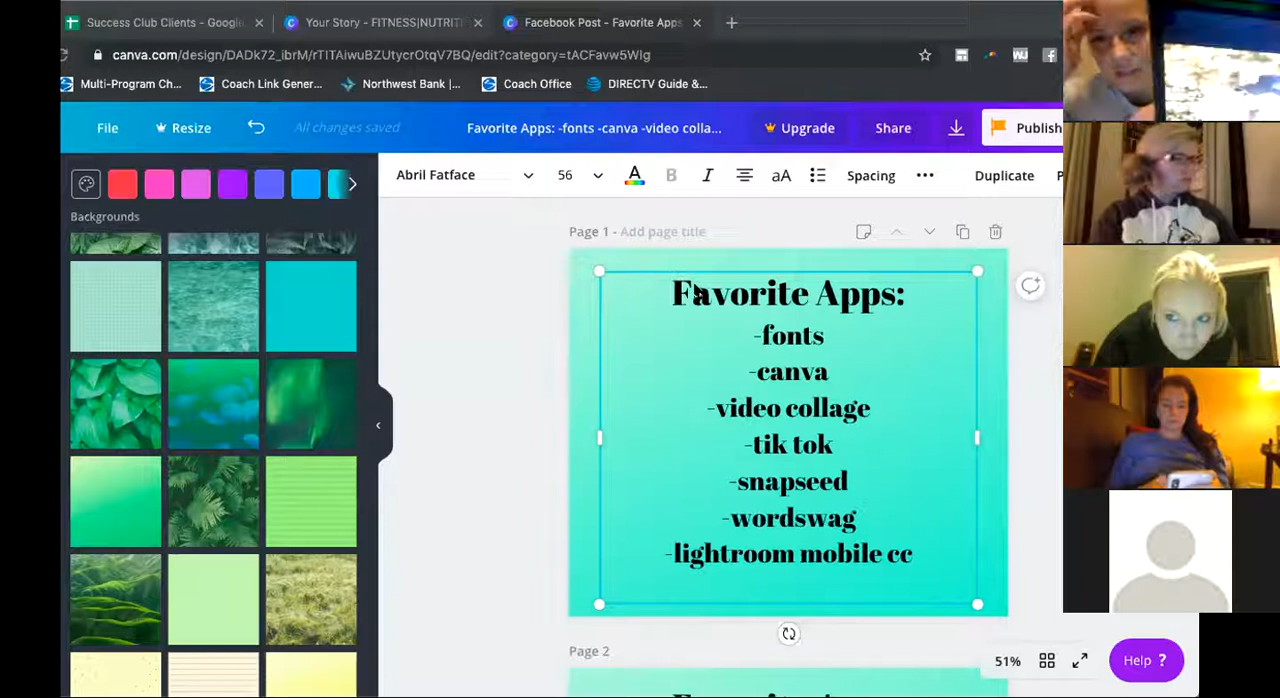 Success Club Clients - Google
Your Story - FITNESS|NUTRITI
Facebook Post - Favorite Apps
canva.com/design/DADk72_ibrM/rTITAiwuBZUtycrOtqV7BQ/edit?category=tACFavw5WIg
Multi-Program Ch...
Coach Link Gener...
Northwest Bank |...
Coach Office
DIRECTV Guide &...
File
Resize
All changes saved
Favorite Apps: -fonts -canva -video colla...
Upgrade
Share
Publish
Abril Fatface
56
A
B
I
aA
Spacing
Duplicate
P
Backgrounds
Page 1 - Add page title
Favorite Apps:
-fonts
-canva
-video collage
-tik tok
-snapseed
-wordswag
-lightroom mobile cc
Page 2
51%
Help ?